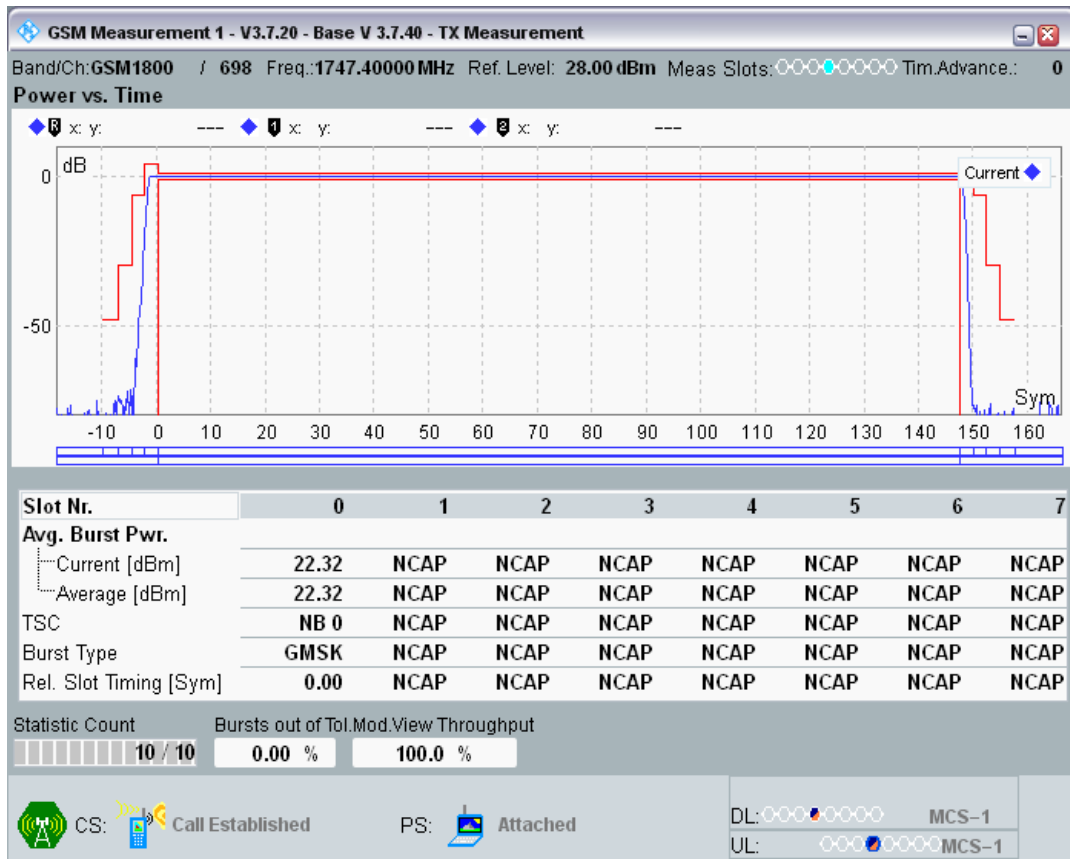 GSM Measurement 1 - V3.7.20 - Base V 3.7.40 - TX Measurement
Band/Ch:GSM1800 / 698 Freq.:1747.40000 MHz Ref. Level: 28.00 dBm Meas Slots: Tim.Advance.: 0
Power vs. Time
R x: y: --- 1 x: y: --- 2 x: y: ---
dB
Current
0
-50
Sym
-10 0 10 20 30 40 50 60 70 80 90 100 110 120 130 140 150 160
Slot Nr. 0 1 2 3 4 5 6 7
Avg. Burst Pwr.
Current [dBm] 22.32 NCAP NCAP NCAP NCAP NCAP NCAP NCAP
Average [dBm] 22.32 NCAP NCAP NCAP NCAP NCAP NCAP NCAP
TSC NB 0 NCAP NCAP NCAP NCAP NCAP NCAP NCAP
Burst Type GMSK NCAP NCAP NCAP NCAP NCAP NCAP NCAP
Rel. Slot Timing [Sym] 0.00 NCAP NCAP NCAP NCAP NCAP NCAP NCAP
Statistic Count Bursts out of Tol.Mod.View Throughput
10 / 10 0.00 % 100.0 %
CS: Call Established PS: Attached
DL: MCS-1
UL: MCS-1